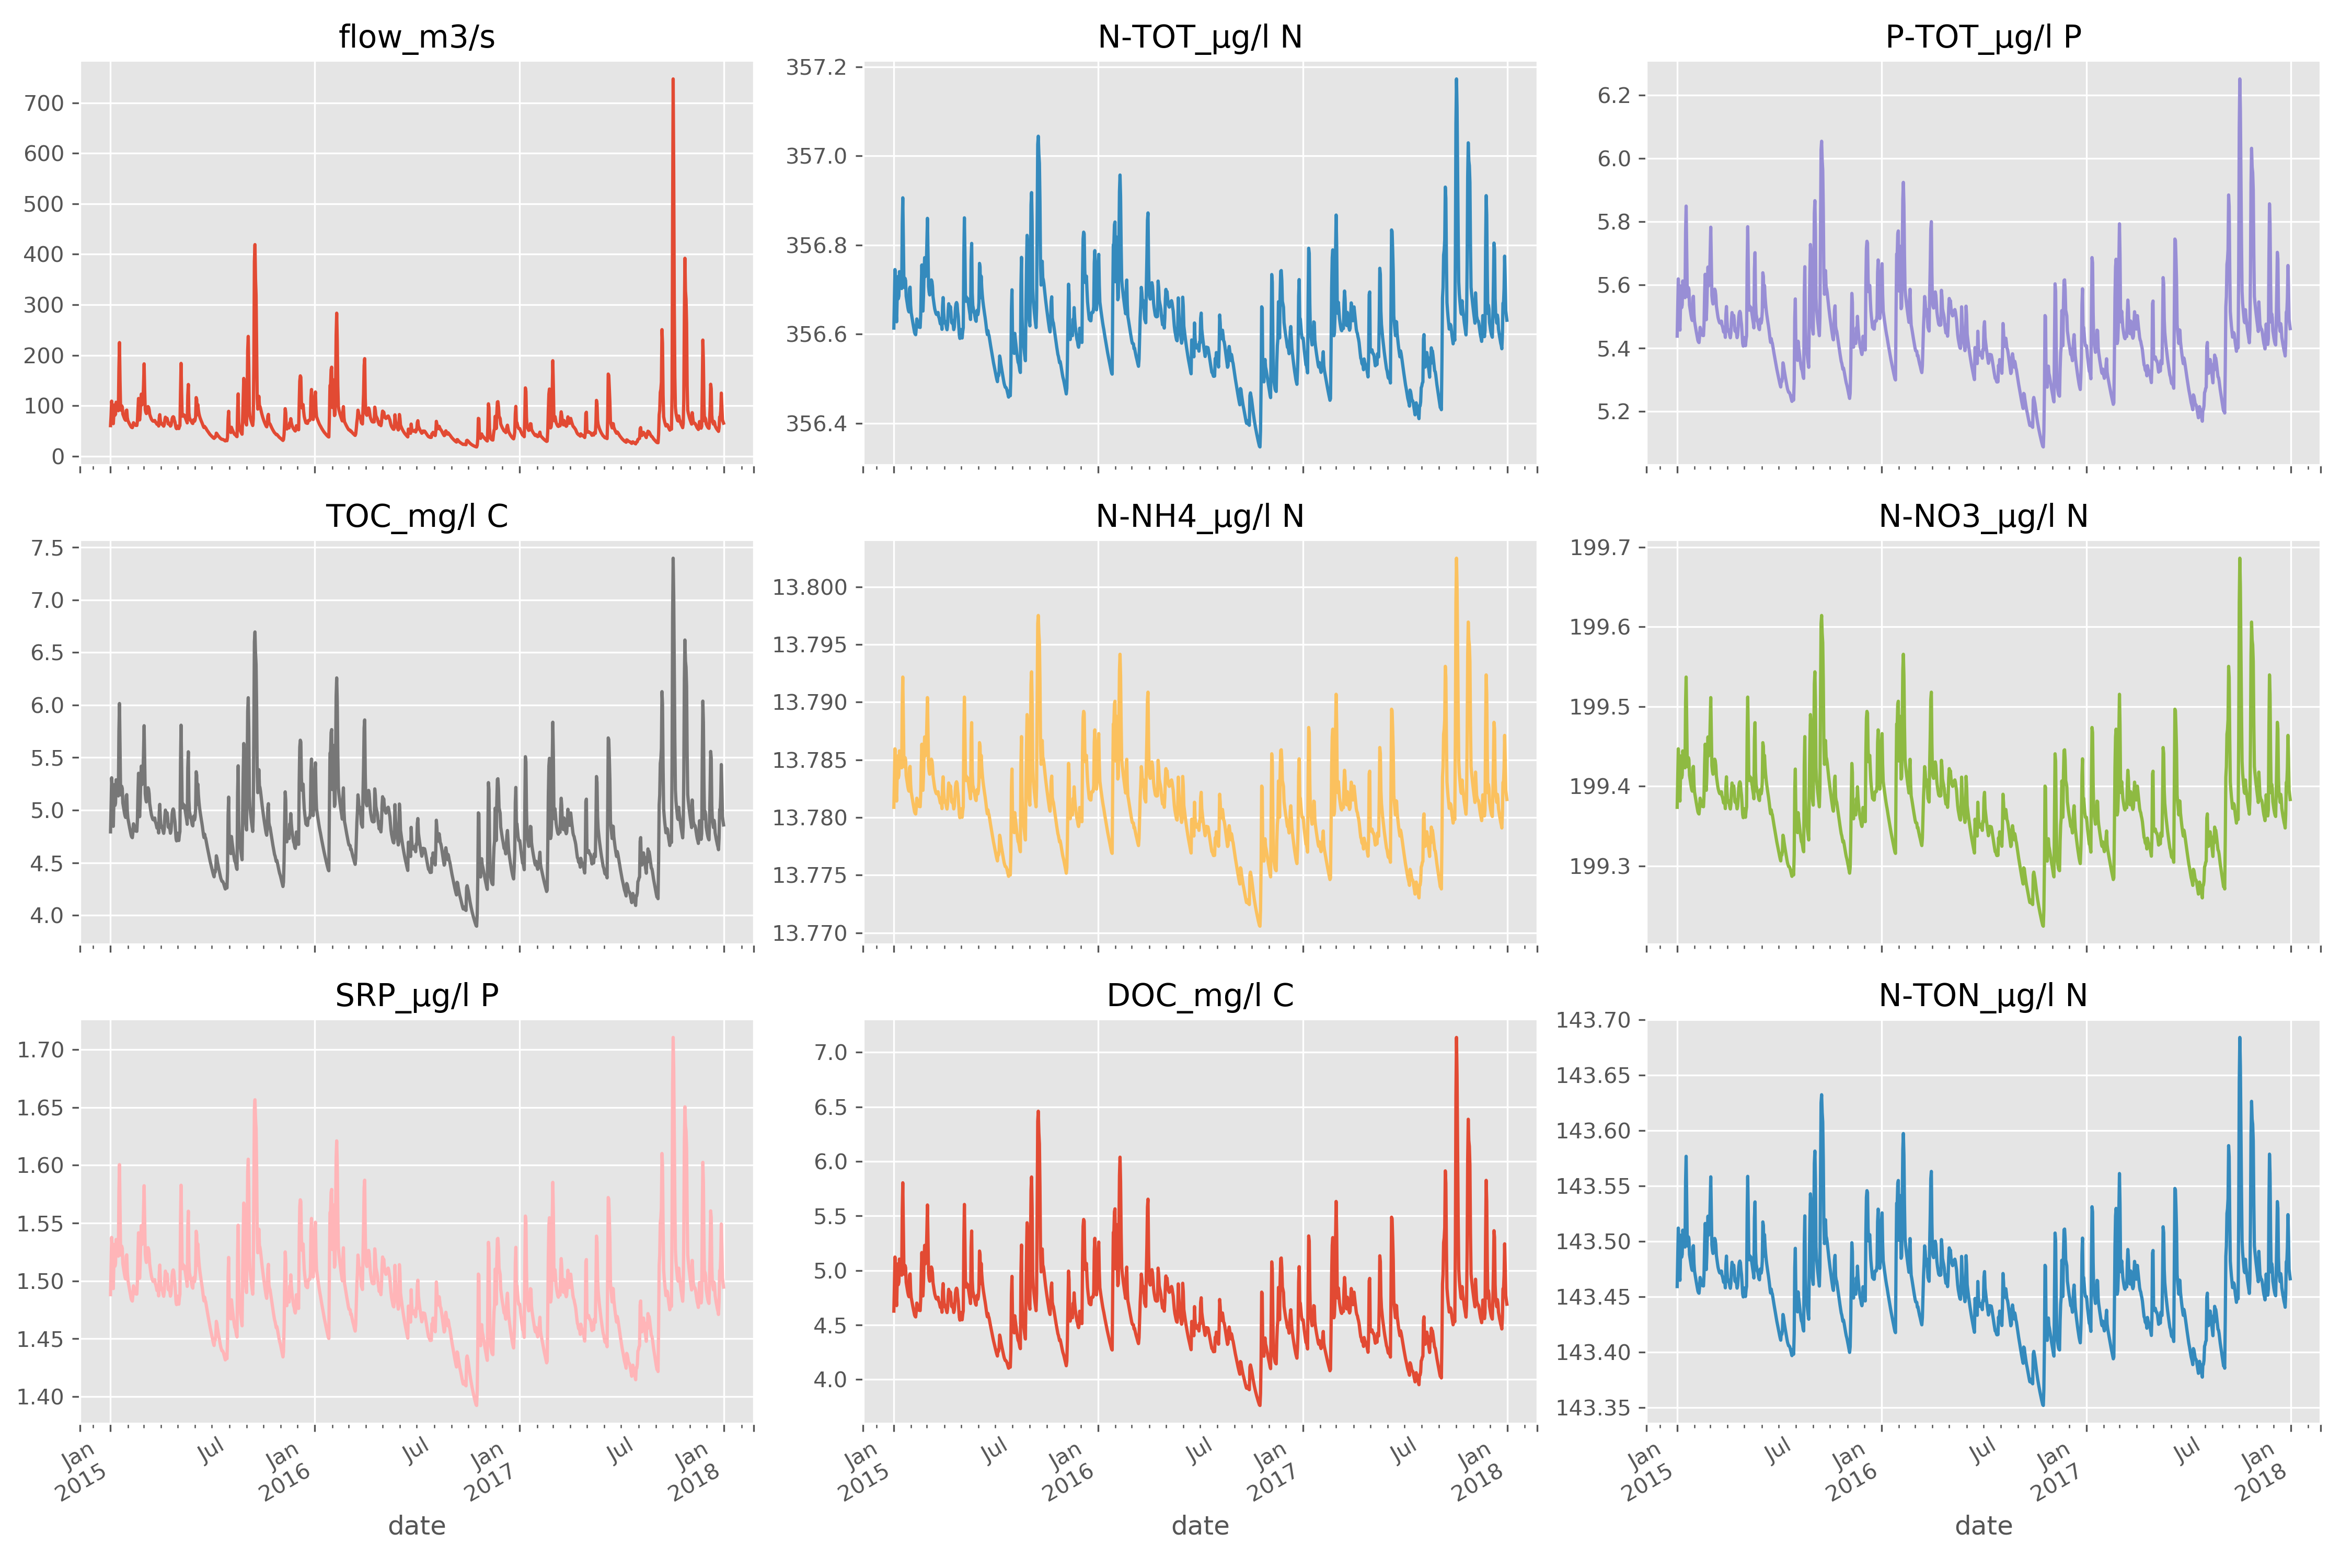 flow_m3/s
700
600
500
400
300
200
100
0
N-TOT_µg/l N
357.2
357.0
356.8
356.6
356.4
P-TOT_µg/l P
6.2
6.0
5.8
5.6
5.4
5.2
TOC_mg/l C
7.5
7.0
6.5
6.0
5.5
5.0
4.5
4.0
N-NH4_µg/l N
13.800
13.795
13.790
13.785
13.780
13.775
13.770
N-NO3_µg/l N
199.7
199.6
199.5
199.4
199.3
SRP_µg/l P
1.70
1.65
1.60
1.55
1.50
1.45
1.40
Jan
2015
Jul
Jan
2016
Jul
Jan
2017
Jul
Jan
2018
date
DOC_mg/l C
7.0
6.5
6.0
5.5
5.0
4.5
4.0
Jan
2015
Jul
Jan
2016
Jul
Jan
2017
Jul
Jan
2018
date
N-TON_µg/l N
143.70
143.65
143.60
143.55
143.50
143.45
143.40
143.35
Jan
2015
Jul
Jan
2016
Jul
Jan
2017
Jul
Jan
2018
date